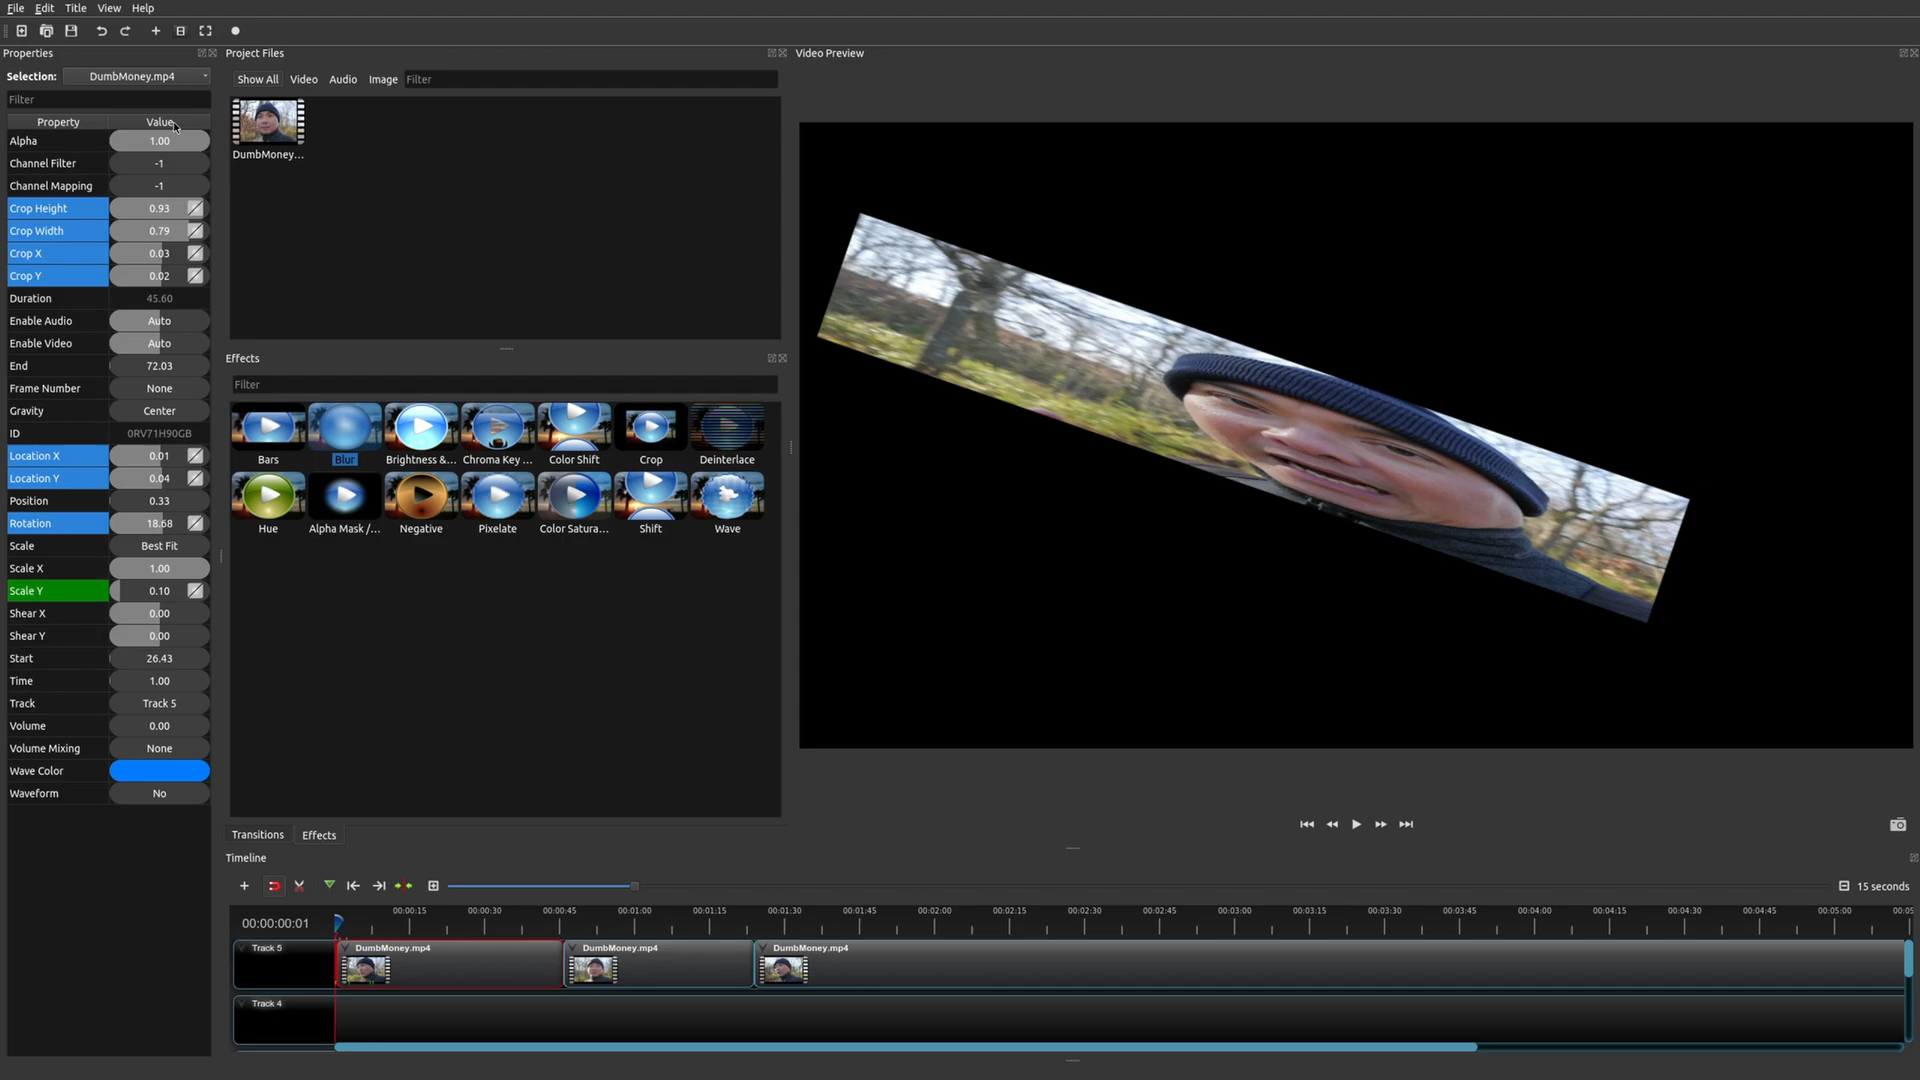 File Edit Title View Help
Properties
Selection: DumbMoney.mp4
Filter
Property Value
Alpha 1.00
Channel Filter -1
Channel Mapping -1
Crop Height 0.93
Crop Width 0.79
Crop X 0.03
Crop Y 0.02
Duration 45.60
Enable Audio Auto
Enable Video Auto
End 72.03
Frame Number None
Gravity Center
ID 0RV71H90GB
Location X 0.01
Location Y 0.04
Position 0.33
Rotation 18.68
Scale Best Fit
Scale X 1.00
Scale Y 0.10
Shear X 0.00
Shear Y 0.00
Start 26.43
Time 1.00
Track Track 5
Volume 0.00
Volume Mixing None
Wave Color
Waveform No
Project Files
Show All Video Audio Image Filter
DumbMoney...
Effects
Filter
Bars Blur Brightness &... Chroma Key ... Color Shift Crop Deinterlace
Hue Alpha Mask /... Negative Pixelate Color Satura... Shift Wave
Transitions Effects
Video Preview
Timeline
15 seconds
00:00:00:01
00:00:15 00:00:30 00:00:45 00:01:00 00:01:15 00:01:30 00:01:45 00:02:00 00:02:15 00:02:30 00:02:45 00:03:00 00:03:15 00:03:30 00:03:45 00:04:00 00:04:15 00:04:30 00:04:45 00:05:00 00:05
Track 5 DumbMoney.mp4 DumbMoney.mp4 DumbMoney.mp4
Track 4